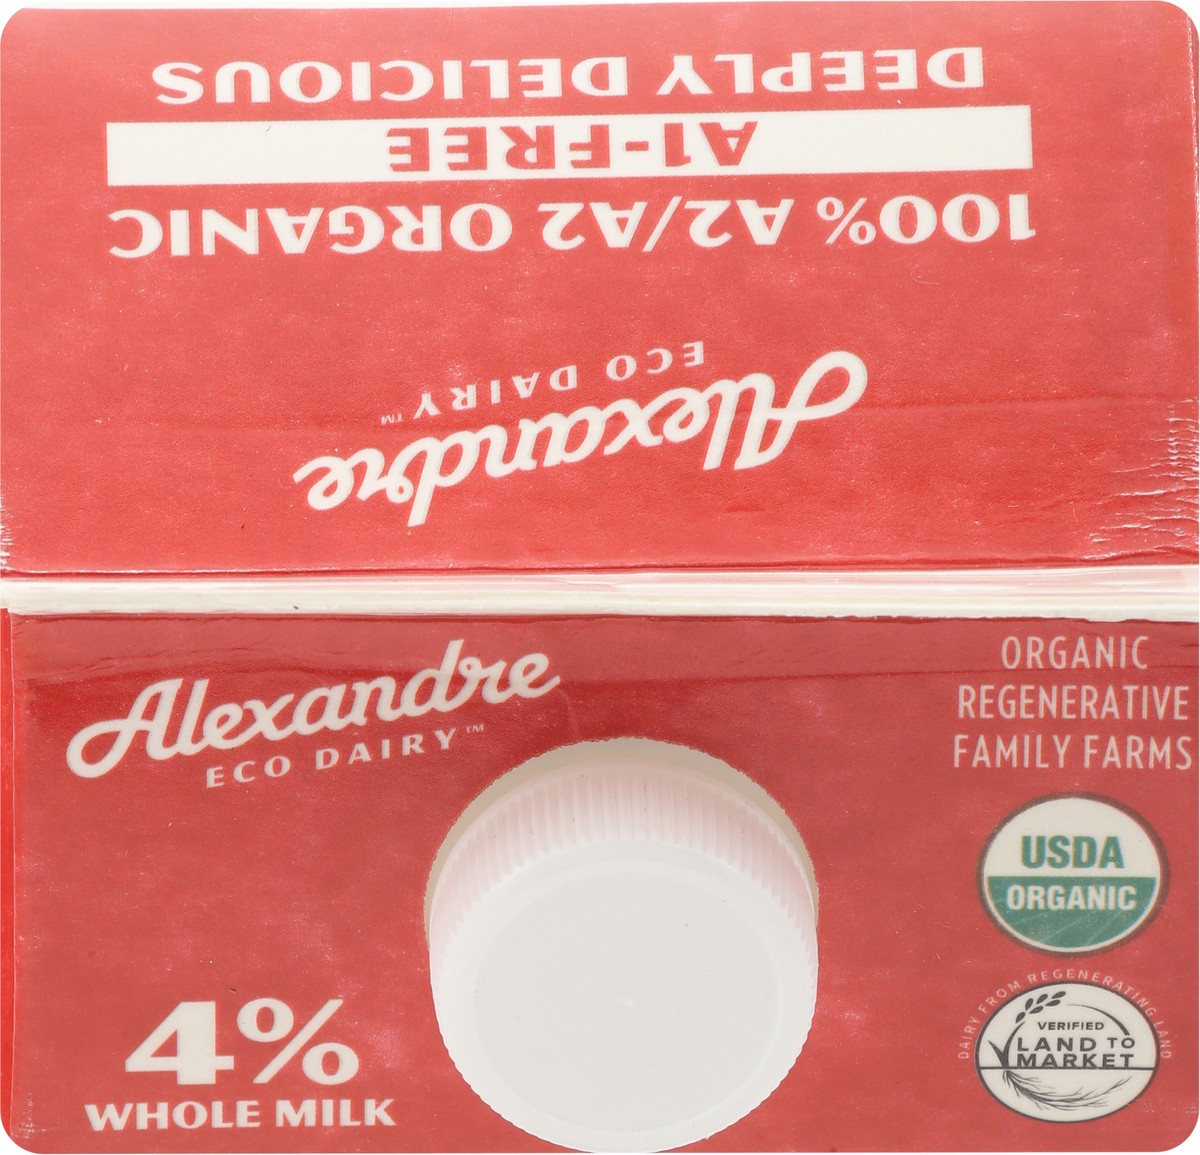 Alexandre
ECO DAIRY™
100% A2/A2 ORGANIC
A1-FREE
DEEPLY DELICIOUS
Alexandre
ECO DAIRY™
4%
WHOLE MILK
ORGANIC
REGENERATIVE
FAMILY FARMS
USDA
ORGANIC
DAIRY FROM REGENERATING LAND
VERIFIED
LAND TO
MARKET